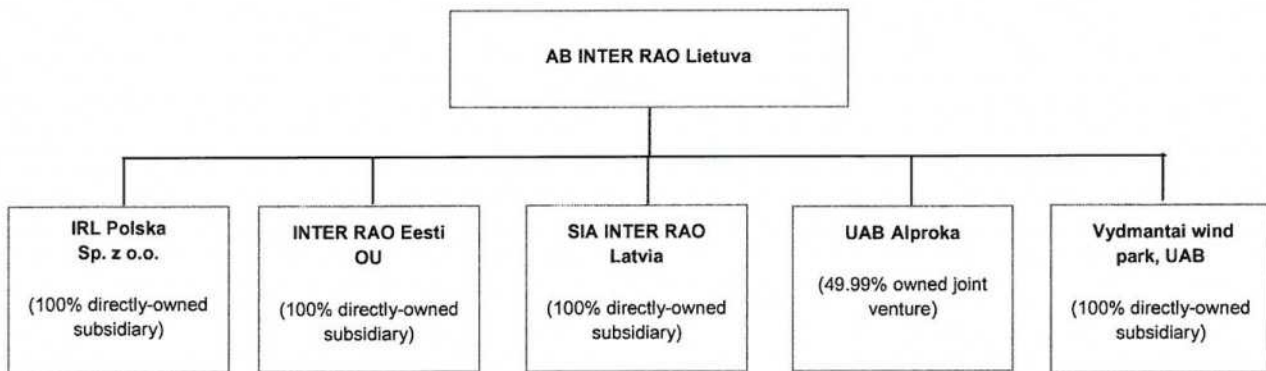 AB INTER RAO Lietuva
IRL Polska
Sp. z o.o.
(100% directly-owned
subsidiary)
INTER RAO Eesti
OU
(100% directly-owned
subsidiary)
SIA INTER RAO
Latvia
(100% directly-owned
subsidiary)
UAB Alproka
(49.99% owned joint
venture)
Vydmantai wind
park, UAB
(100% directly-owned
subsidiary)